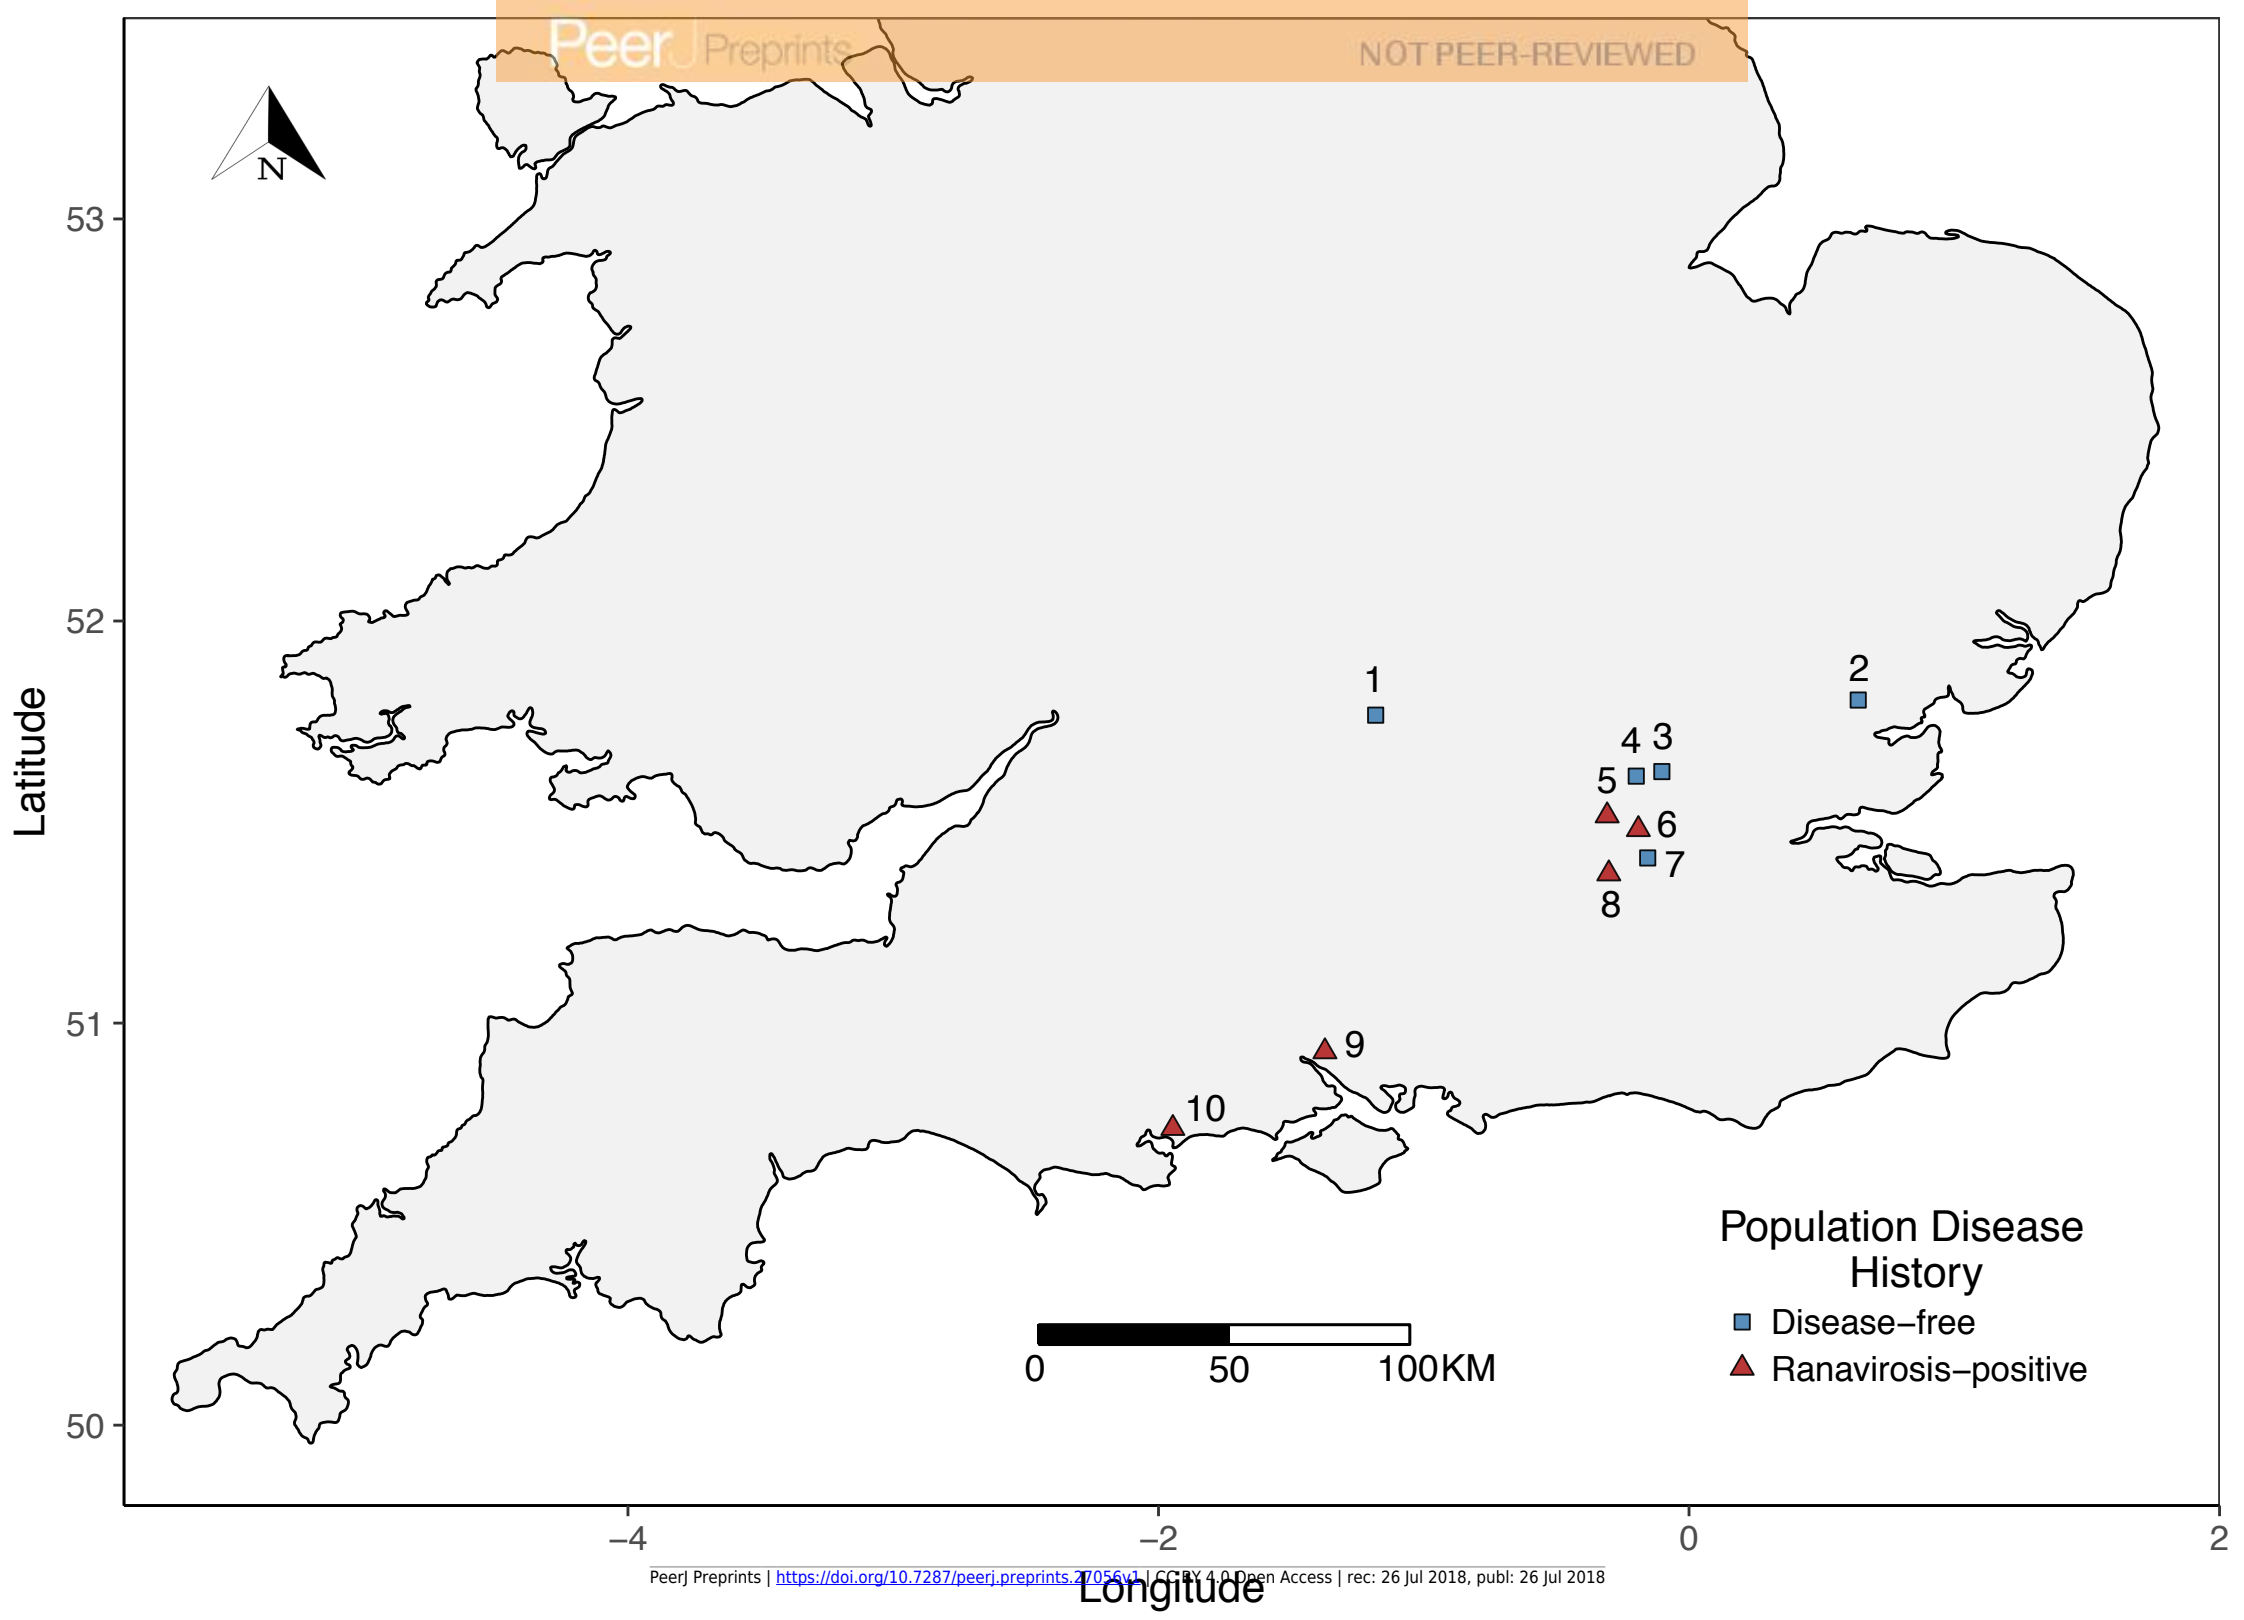 PeerJ Preprints NOT PEER-REVIEWED
N
53
52
51
50
Latitude
1
2
4 3
5
6
7
8
9
10
Population Disease
History
Disease–free
Ranavirosis–positive
0 50 100KM
−4 −2 0 2
PeerJ Preprints | https://doi.org/10.7287/peerj.preprints.27056v1 | CC BY 4.0 Open Access | rec: 26 Jul 2018, publ: 26 Jul 2018
Longitude